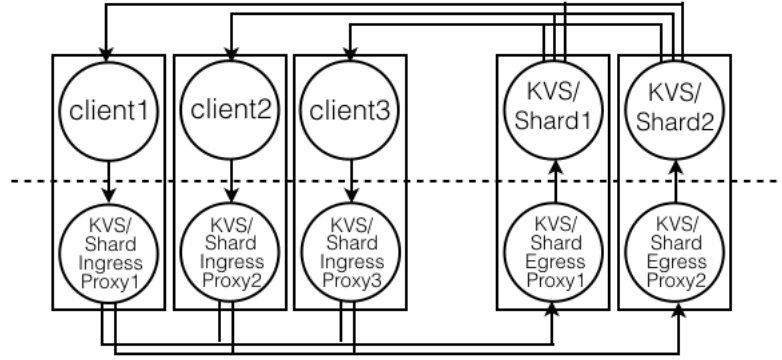 client1
client2
client3
KVS/
Shard1
KVS/
Shard2
KVS/
Shard
Ingress
Proxy1
KVS/
Shard
Ingress
Proxy2
KVS/
Shard
Ingress
Proxy3
KVS/
Shard
Egress
Proxy1
KVS/
Shard
Egress
Proxy2